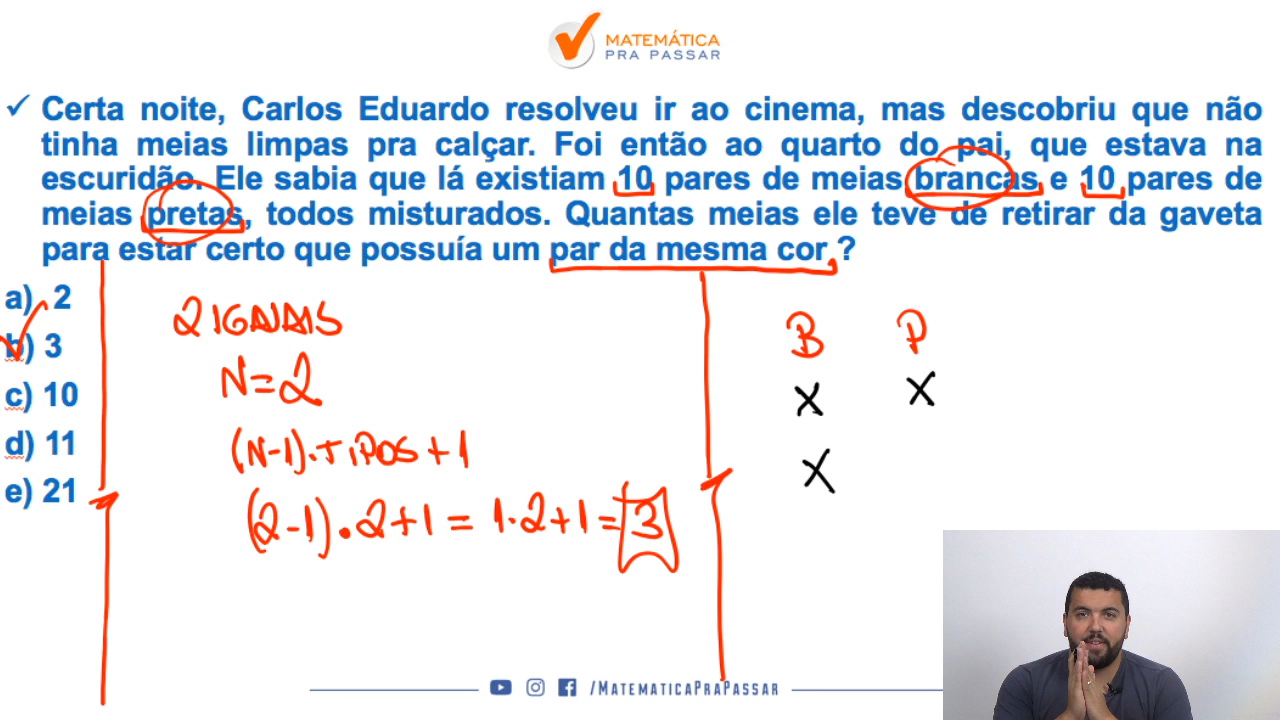 MATEMÁTICA
PRA PASSAR
✓ Certa noite, Carlos Eduardo resolveu ir ao cinema, mas descobriu que não
tinha meias limpas pra calçar. Foi então ao quarto do pai, que estava na
escuridão. Ele sabia que lá existiam 10 pares de meias brancas e 10 pares de
meias pretas, todos misturados. Quantas meias ele teve de retirar da gaveta
para estar certo que possuía um par da mesma cor ?
a) 2
b) 3
c) 10
d) 11
e) 21
2 IGUAIS
N=2
(N-1).TIPOS+1
(2-1).2+1=1.2+1=3
B P
X X
X
/MATEMATICAPRAPASSAR